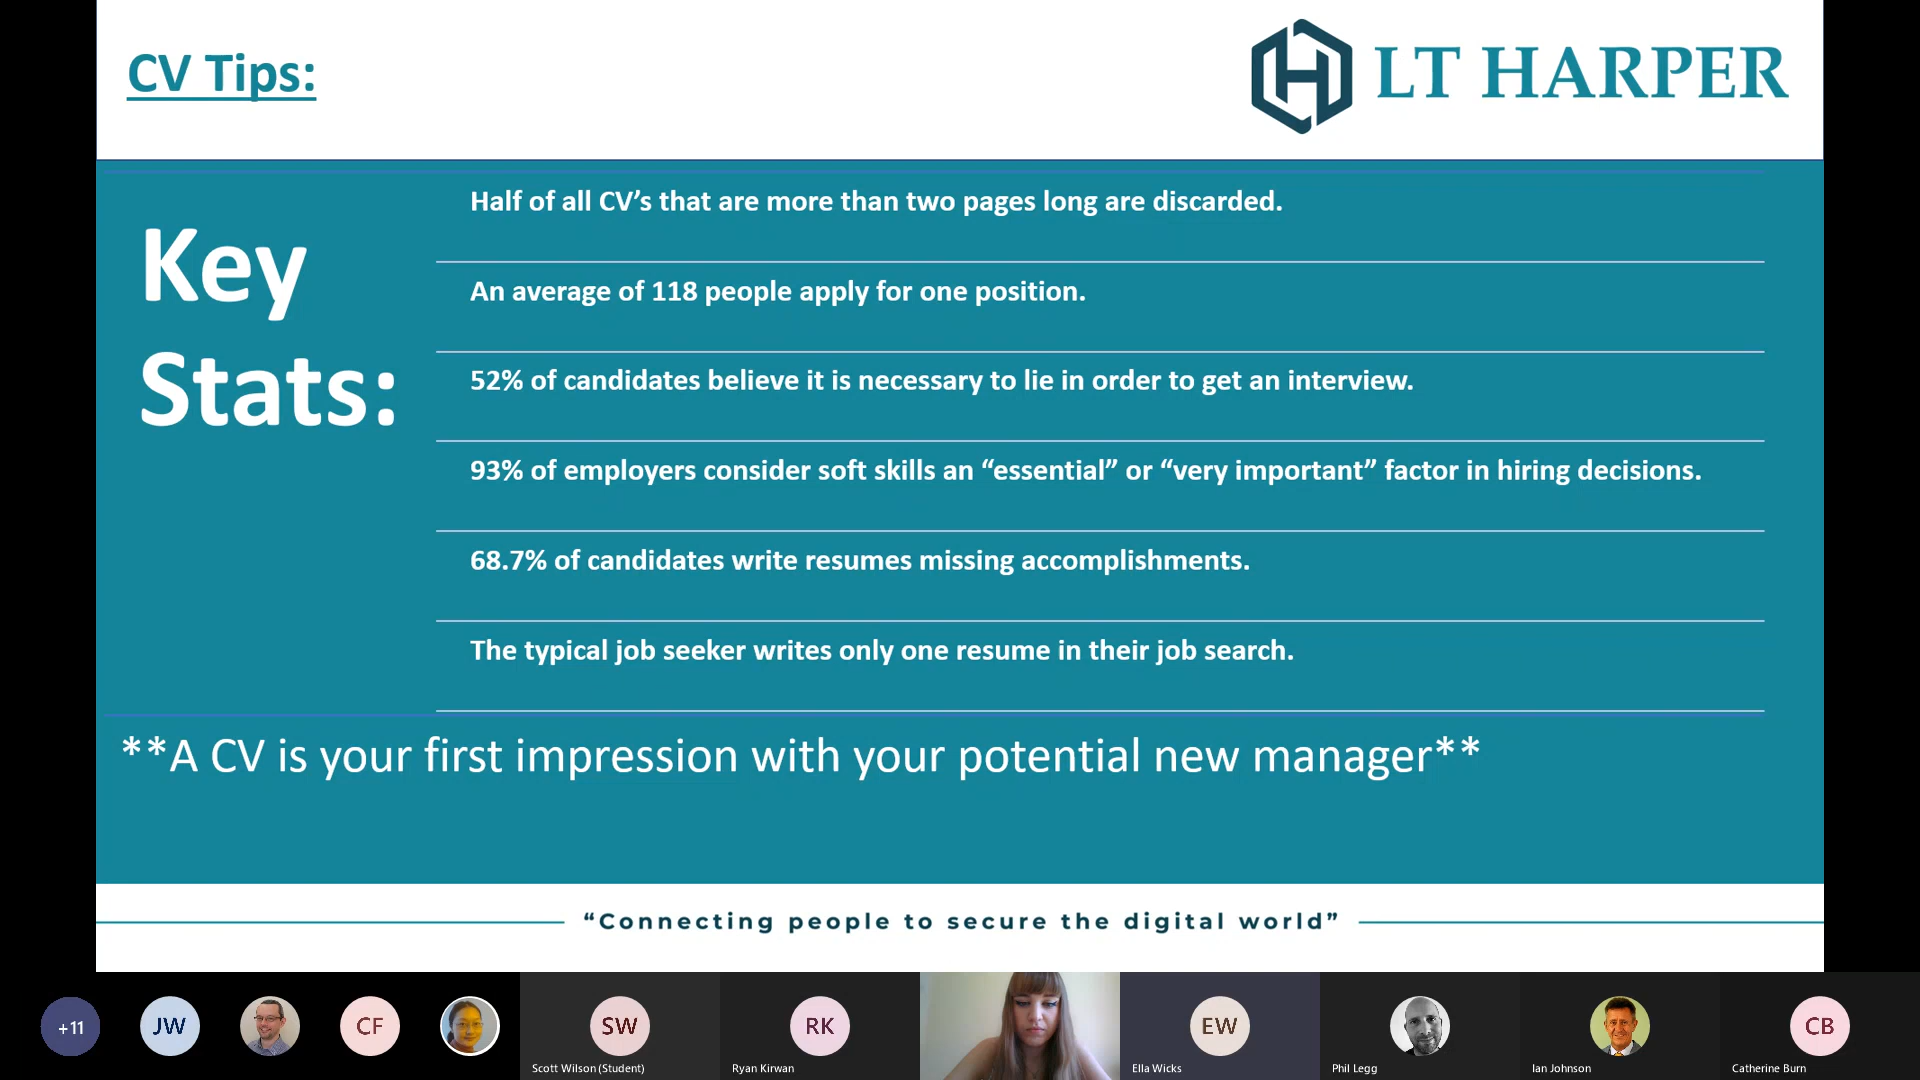 CV Tips:
LT HARPER
Key
Stats:
Half of all CV’s that are more than two pages long are discarded.
An average of 118 people apply for one position.
52% of candidates believe it is necessary to lie in order to get an interview.
93% of employers consider soft skills an “essential” or “very important” factor in hiring decisions.
68.7% of candidates write resumes missing accomplishments.
The typical job seeker writes only one resume in their job search.
**A CV is your first impression with your potential new manager**
“Connecting people to secure the digital world”
+11
JW
CF
SW
RK
EW
CB
Scott Wilson (Student)
Ryan Kirwan
Ella Wicks
Phil Legg
Ian Johnson
Catherine Burn